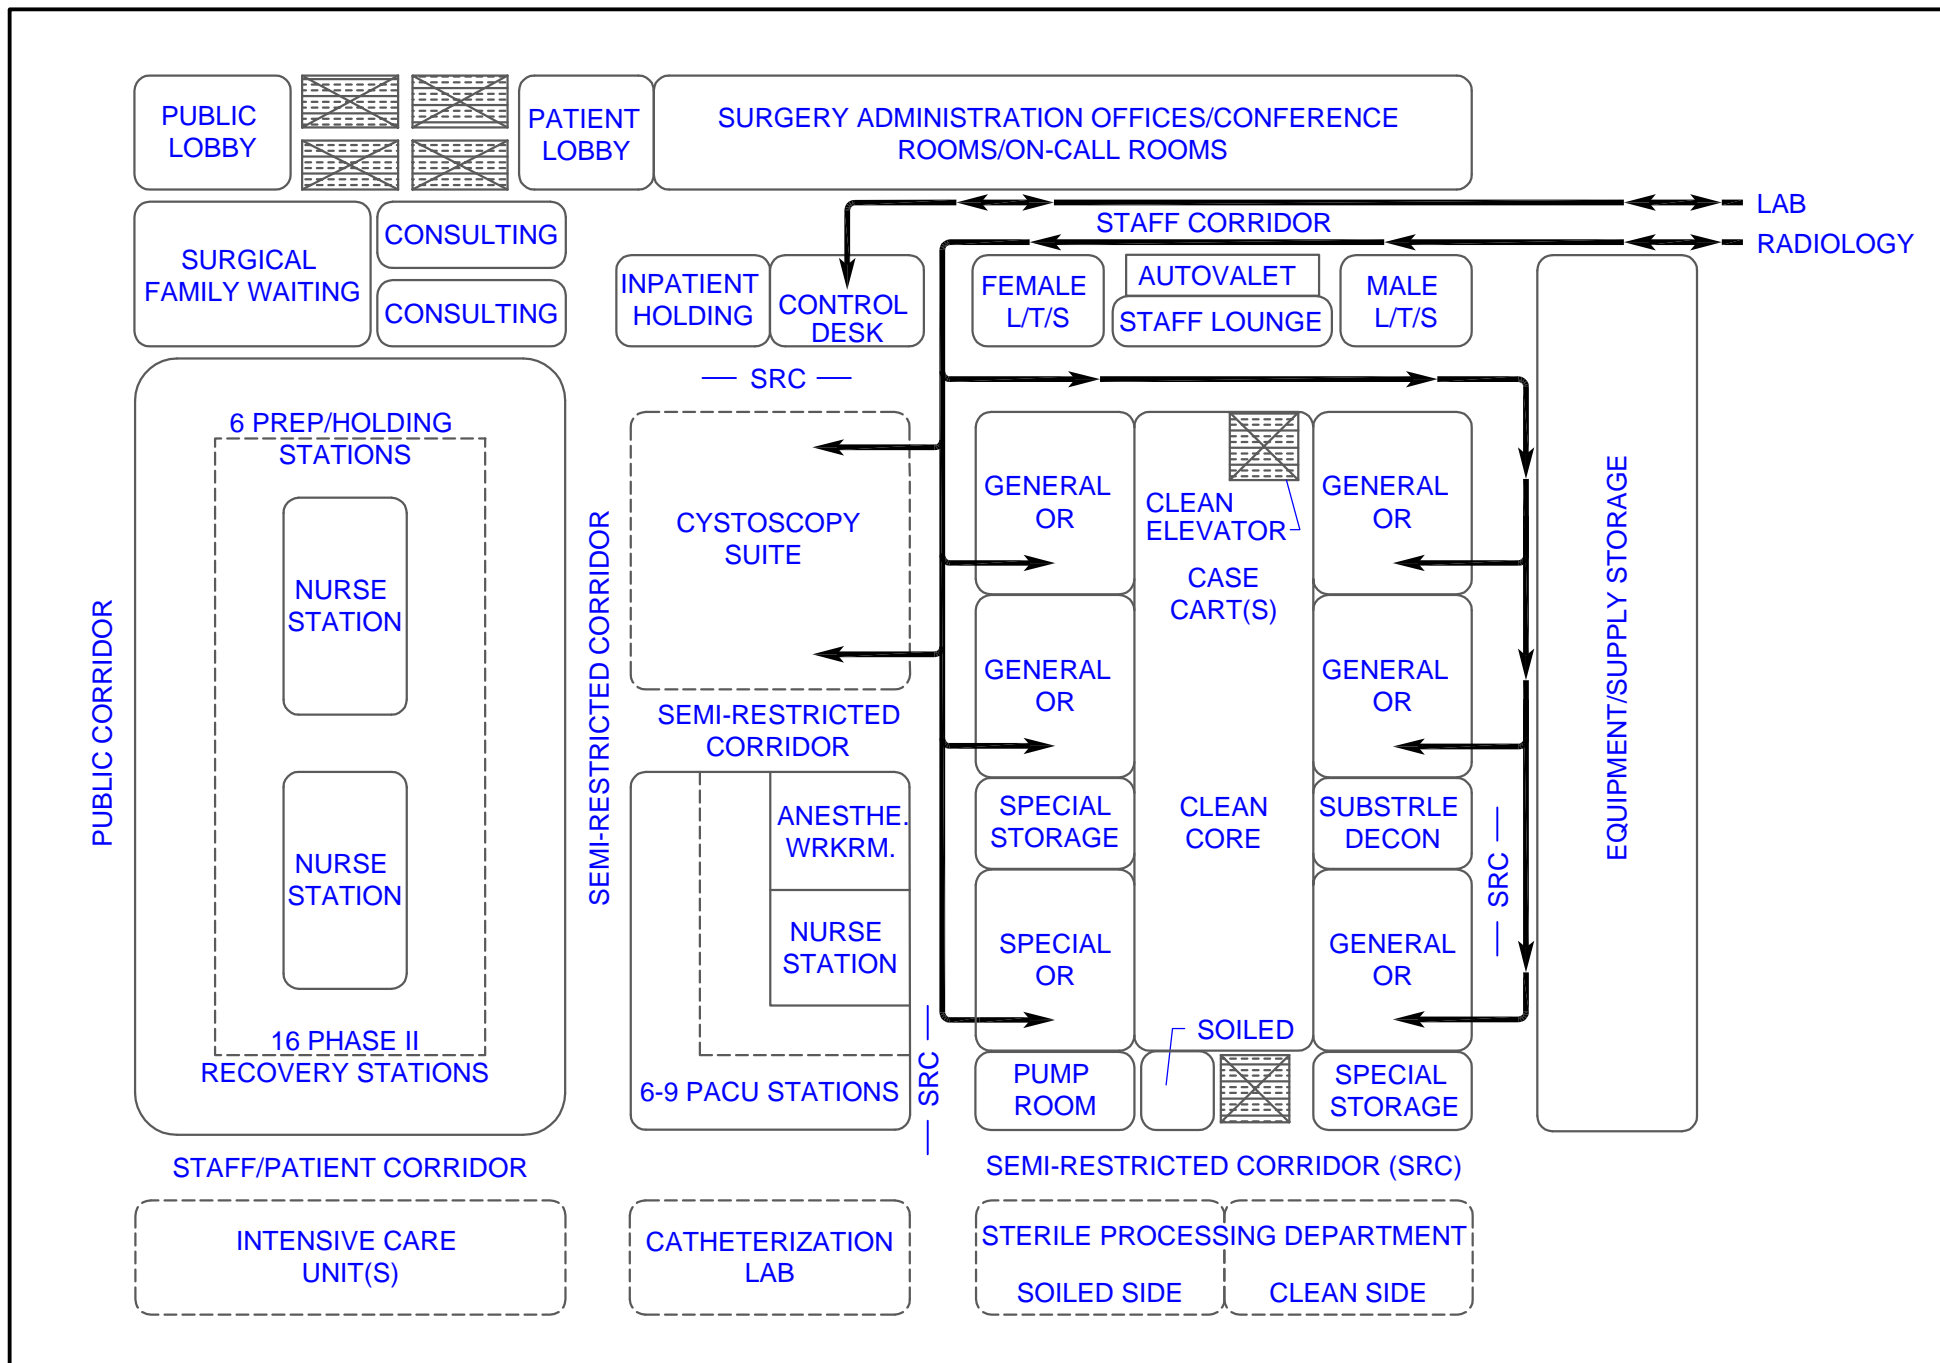 PUBLIC
LOBBY
PATIENT
LOBBY
SURGERY ADMINISTRATION OFFICES/CONFERENCE
ROOMS/ON-CALL ROOMS
LAB
STAFF CORRIDOR
RADIOLOGY
SURGICAL
FAMILY WAITING
CONSULTING
CONSULTING
INPATIENT
HOLDING
CONTROL
DESK
FEMALE
L/T/S
AUTOVALET
STAFF LOUNGE
MALE
L/T/S
SRC
PUBLIC CORRIDOR
6 PREP/HOLDING
STATIONS
NURSE
STATION
NURSE
STATION
16 PHASE II
RECOVERY STATIONS
SEMI-RESTRICTED CORRIDOR
CYSTOSCOPY
SUITE
SEMI-RESTRICTED
CORRIDOR
ANESTHE.
WRKRM.
NURSE
STATION
6-9 PACU STATIONS
SRC
GENERAL
OR
GENERAL
OR
SPECIAL
STORAGE
SPECIAL
OR
PUMP
ROOM
CLEAN
ELEVATOR
CASE
CART(S)
CLEAN
CORE
SOILED
GENERAL
OR
GENERAL
OR
SUBSTRLE
DECON
GENERAL
OR
SPECIAL
STORAGE
SRC
EQUIPMENT/SUPPLY STORAGE
STAFF/PATIENT CORRIDOR
SEMI-RESTRICTED CORRIDOR (SRC)
INTENSIVE CARE
UNIT(S)
CATHETERIZATION
LAB
STERILE PROCESSING DEPARTMENT
SOILED SIDE
CLEAN SIDE